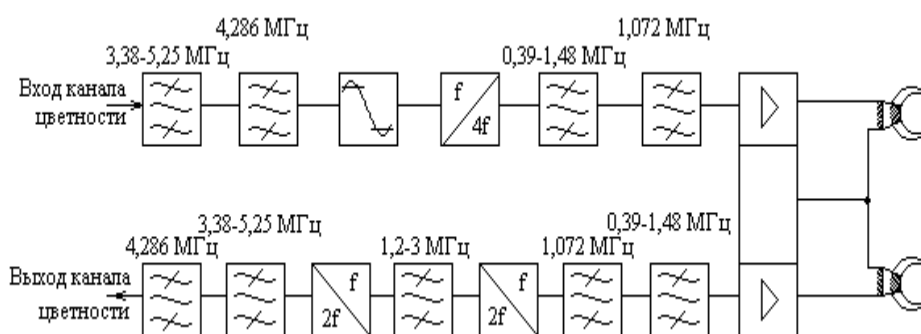 4,286 МГц
1,072 МГц
3,38-5,25 МГц
0,39-1,48 МГц
Вход канала
цветности
f
4f
3,38-5,25 МГц
0,39-1,48 МГц
4,286 МГц
1,2-3 МГц
1,072 МГц
Выход канала
цветности
f
2f
f
2f